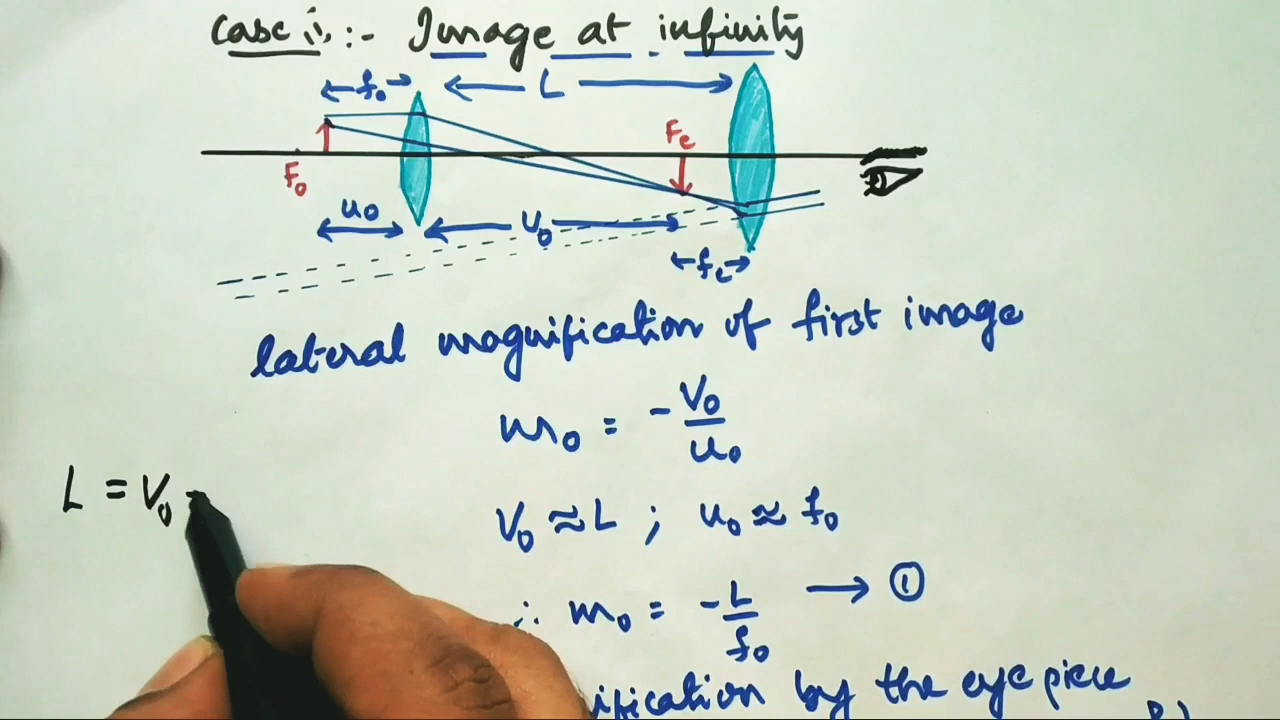 Case i) :- Image at infinity
f₀ L
Fₑ
F₀
u₀ V₀
fₑ
lateral magnification of first image
m₀ = - V₀/u₀
L = V₀
V₀ ≈ L ; u₀ ≈ f₀
∴ m₀ = - L/f₀ → ①
ification by the eye piece